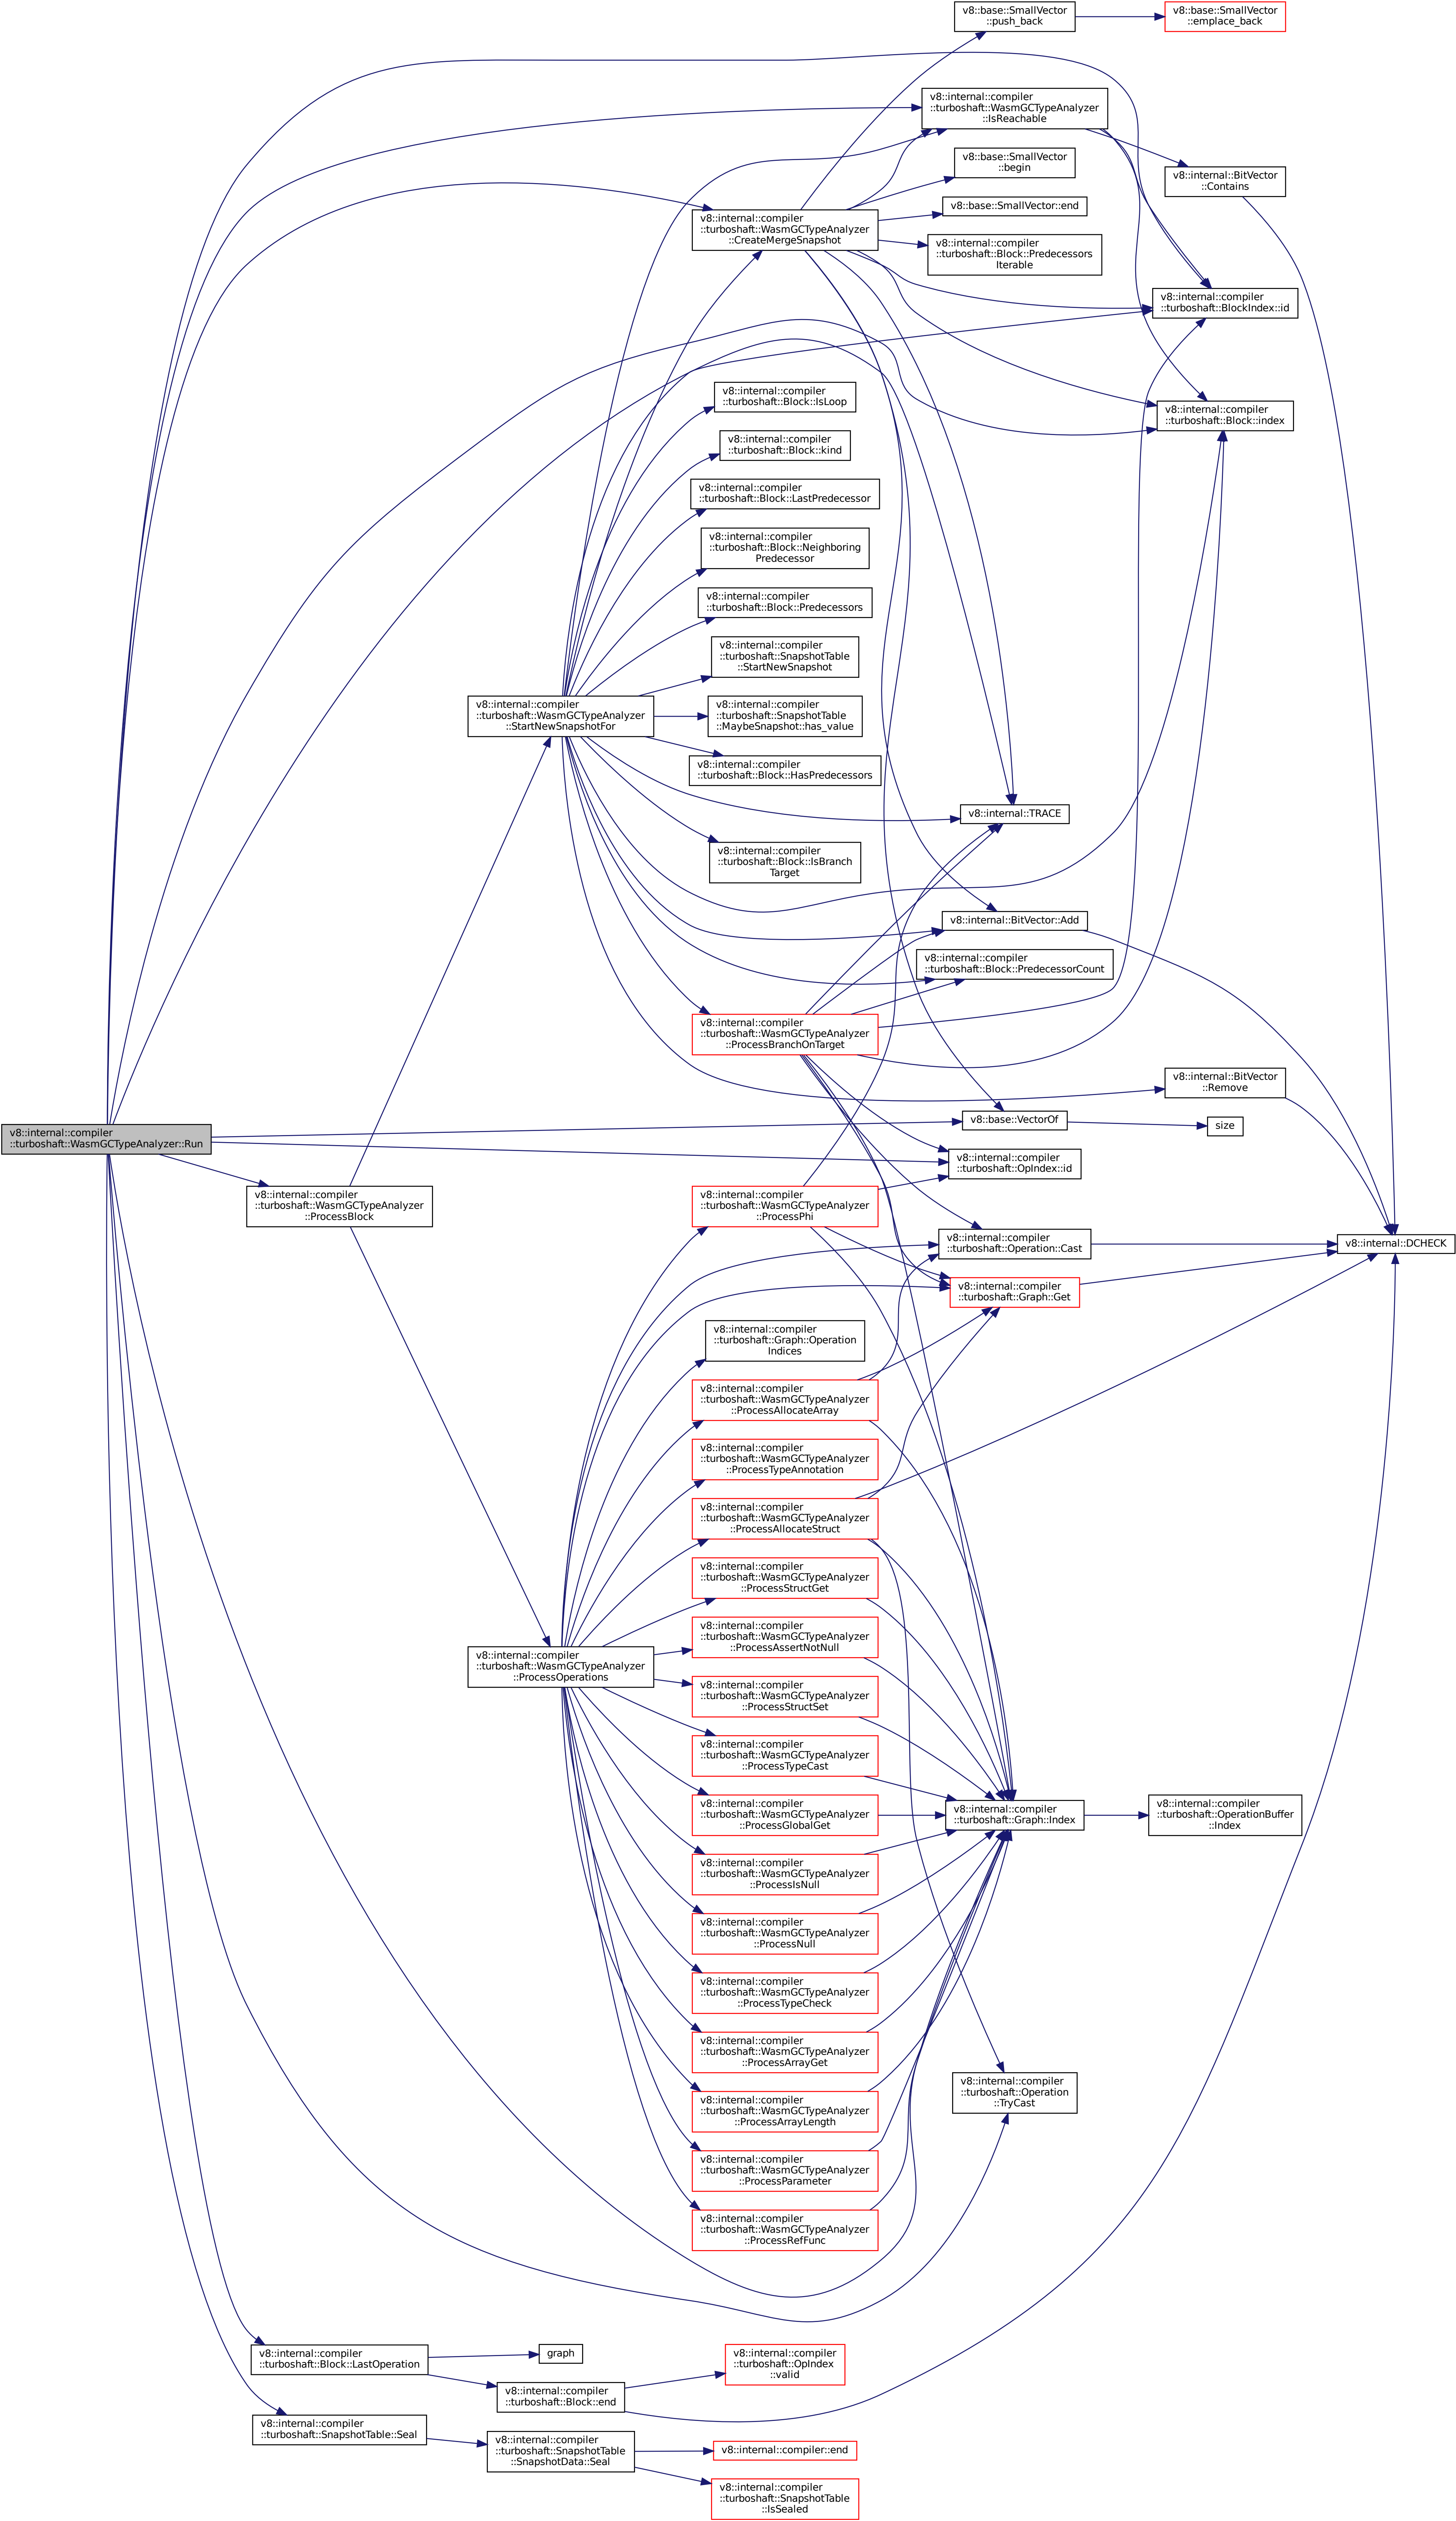 v8::base::SmallVector
::push_back
v8::base::SmallVector
::emplace_back
v8::internal::compiler
::turboshaft::WasmGCTypeAnalyzer
::IsReachable
v8::base::SmallVector
::begin
v8::internal::BitVector
::Contains
v8::base::SmallVector::end
v8::internal::compiler
::turboshaft::WasmGCTypeAnalyzer
::CreateMergeSnapshot
v8::internal::compiler
::turboshaft::Block::Predecessors
Iterable
v8::internal::compiler
::turboshaft::BlockIndex::id
v8::internal::compiler
::turboshaft::Block::IsLoop
v8::internal::compiler
::turboshaft::Block::index
v8::internal::compiler
::turboshaft::Block::kind
v8::internal::compiler
::turboshaft::Block::LastPredecessor
v8::internal::compiler
::turboshaft::Block::Neighboring
Predecessor
v8::internal::compiler
::turboshaft::Block::Predecessors
v8::internal::compiler
::turboshaft::SnapshotTable
::StartNewSnapshot
v8::internal::compiler
::turboshaft::WasmGCTypeAnalyzer
::StartNewSnapshotFor
v8::internal::compiler
::turboshaft::SnapshotTable
::MaybeSnapshot::has_value
v8::internal::compiler
::turboshaft::Block::HasPredecessors
v8::internal::TRACE
v8::internal::compiler
::turboshaft::Block::IsBranch
Target
v8::internal::BitVector::Add
v8::internal::compiler
::turboshaft::Block::PredecessorCount
v8::internal::compiler
::turboshaft::WasmGCTypeAnalyzer
::ProcessBranchOnTarget
v8::internal::BitVector
::Remove
v8::base::VectorOf
size
v8::internal::compiler
::turboshaft::WasmGCTypeAnalyzer::Run
v8::internal::compiler
::turboshaft::OpIndex::id
v8::internal::compiler
::turboshaft::WasmGCTypeAnalyzer
::ProcessBlock
v8::internal::compiler
::turboshaft::WasmGCTypeAnalyzer
::ProcessPhi
v8::internal::compiler
::turboshaft::Operation::Cast
v8::internal::DCHECK
v8::internal::compiler
::turboshaft::Graph::Get
v8::internal::compiler
::turboshaft::Graph::Operation
Indices
v8::internal::compiler
::turboshaft::WasmGCTypeAnalyzer
::ProcessAllocateArray
v8::internal::compiler
::turboshaft::WasmGCTypeAnalyzer
::ProcessTypeAnnotation
v8::internal::compiler
::turboshaft::WasmGCTypeAnalyzer
::ProcessAllocateStruct
v8::internal::compiler
::turboshaft::WasmGCTypeAnalyzer
::ProcessStructGet
v8::internal::compiler
::turboshaft::WasmGCTypeAnalyzer
::ProcessAssertNotNull
v8::internal::compiler
::turboshaft::WasmGCTypeAnalyzer
::ProcessOperations
v8::internal::compiler
::turboshaft::WasmGCTypeAnalyzer
::ProcessStructSet
v8::internal::compiler
::turboshaft::WasmGCTypeAnalyzer
::ProcessTypeCast
v8::internal::compiler
::turboshaft::WasmGCTypeAnalyzer
::ProcessGlobalGet
v8::internal::compiler
::turboshaft::Graph::Index
v8::internal::compiler
::turboshaft::OperationBuffer
::Index
v8::internal::compiler
::turboshaft::WasmGCTypeAnalyzer
::ProcessIsNull
v8::internal::compiler
::turboshaft::WasmGCTypeAnalyzer
::ProcessNull
v8::internal::compiler
::turboshaft::WasmGCTypeAnalyzer
::ProcessTypeCheck
v8::internal::compiler
::turboshaft::WasmGCTypeAnalyzer
::ProcessArrayGet
v8::internal::compiler
::turboshaft::Operation
::TryCast
v8::internal::compiler
::turboshaft::WasmGCTypeAnalyzer
::ProcessArrayLength
v8::internal::compiler
::turboshaft::WasmGCTypeAnalyzer
::ProcessParameter
v8::internal::compiler
::turboshaft::WasmGCTypeAnalyzer
::ProcessRefFunc
v8::internal::compiler
::turboshaft::Block::LastOperation
graph
v8::internal::compiler
::turboshaft::OpIndex
::valid
v8::internal::compiler
::turboshaft::Block::end
v8::internal::compiler
::turboshaft::SnapshotTable::Seal
v8::internal::compiler
::turboshaft::SnapshotTable
::SnapshotData::Seal
v8::internal::compiler::end
v8::internal::compiler
::turboshaft::SnapshotTable
::IsSealed